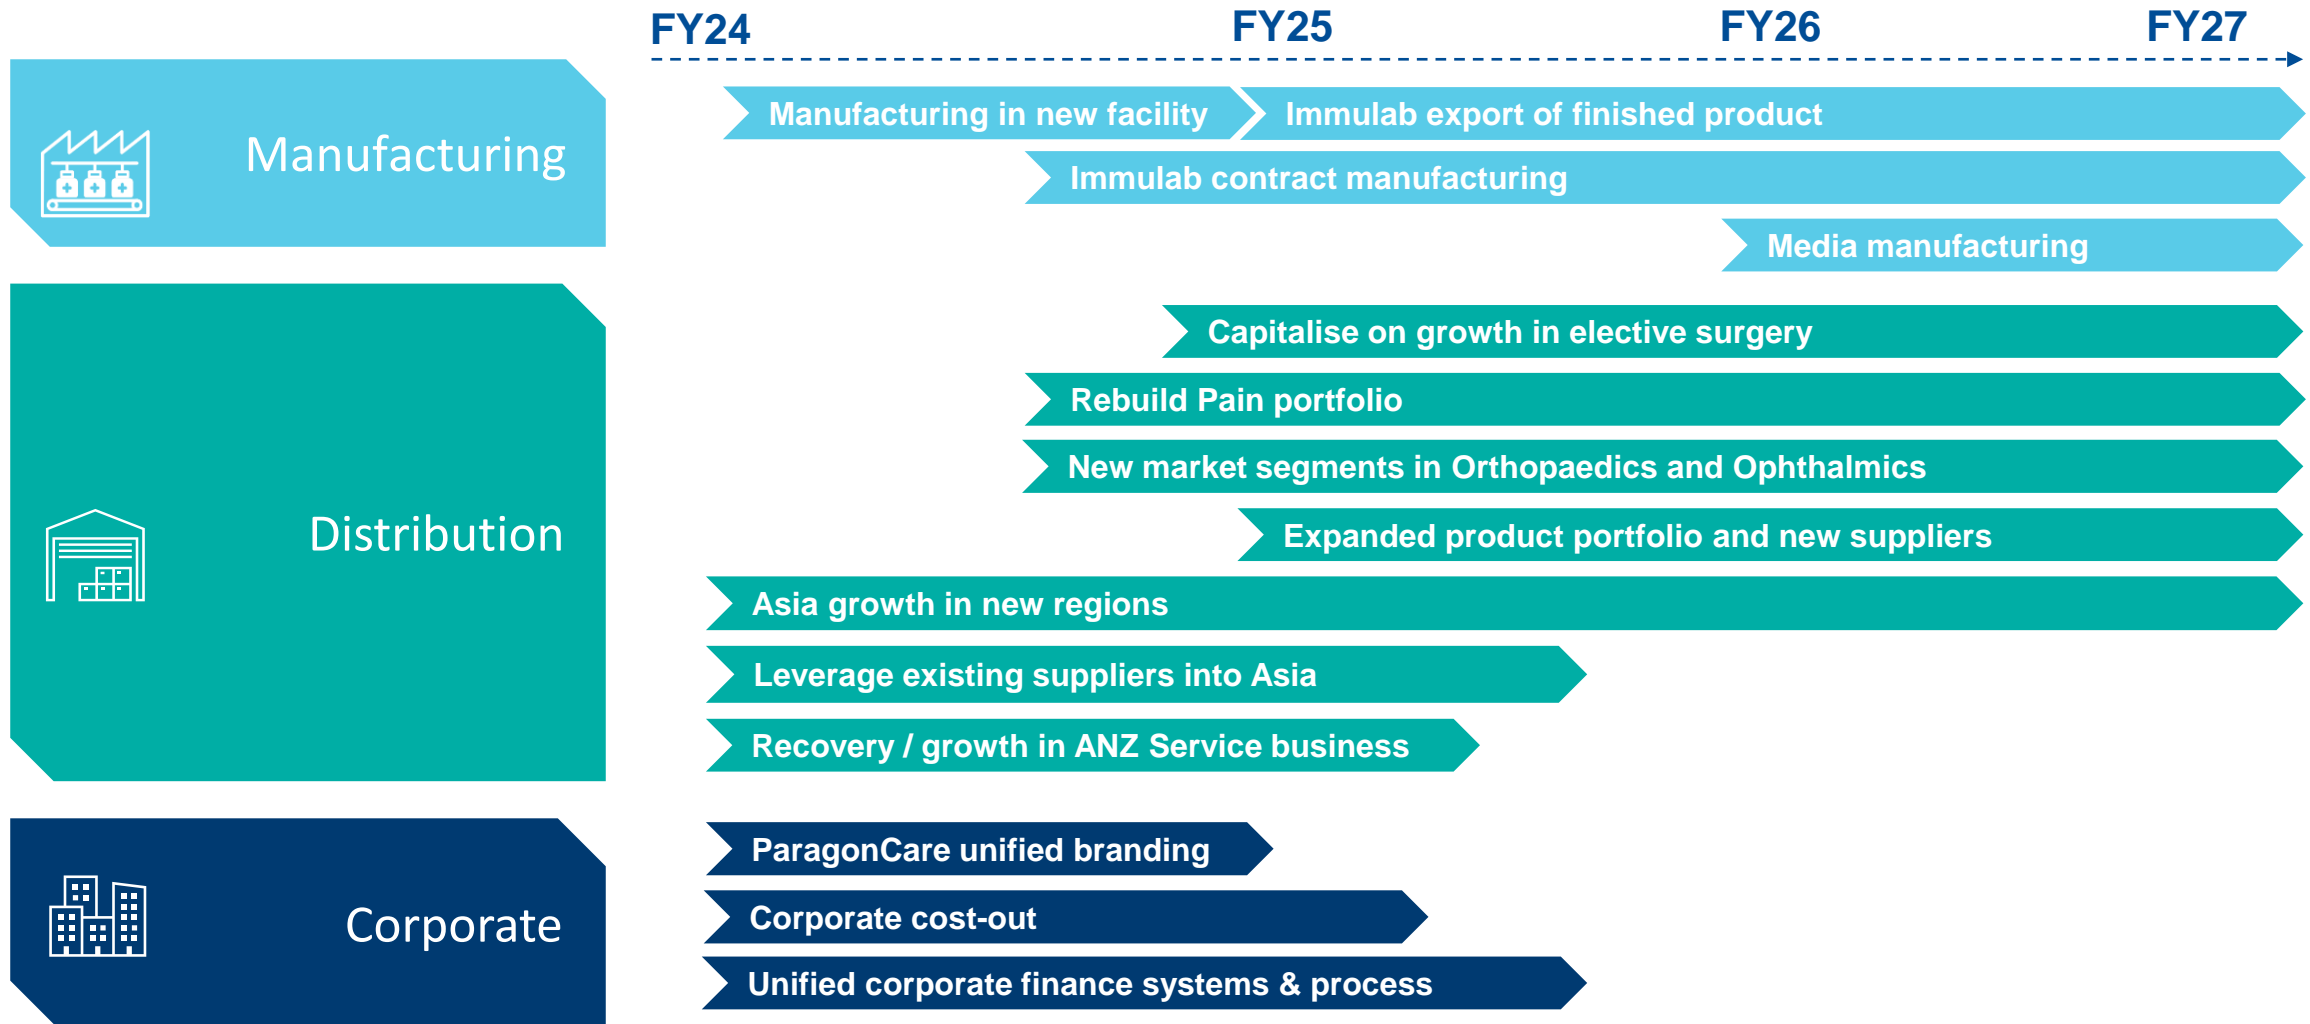 FY24 FY25 FY26 FY27
Manufacturing
Manufacturing in new facility
Immulab export of finished product
Immulab contract manufacturing
Media manufacturing
Distribution
Capitalise on growth in elective surgery
Rebuild Pain portfolio
New market segments in Orthopaedics and Ophthalmics
Expanded product portfolio and new suppliers
Asia growth in new regions
Leverage existing suppliers into Asia
Recovery / growth in ANZ Service business
Corporate
ParagonCare unified branding
Corporate cost-out
Unified corporate finance systems & process